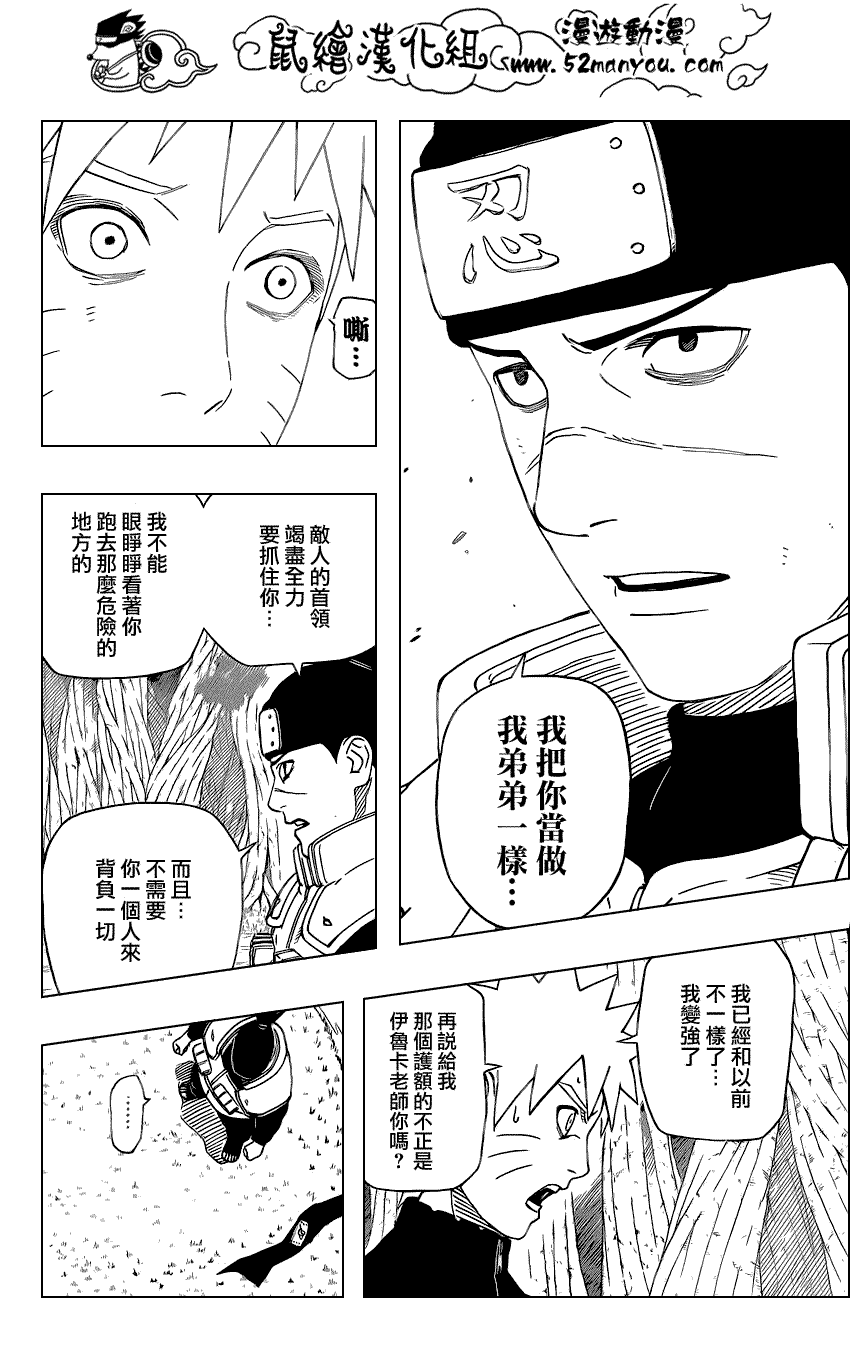 鼠繪漢化組
漫遊動漫
www.52manyou.com
忍
我把你當做
我弟弟一樣…
嘶…
敵人的首領
竭盡全力
要抓住你…
我不能
眼睜睜看著你
跑去那麼危險的
地方的
而且…
不需要
你一個人來
背負一切
我已經和以前
不一樣了…
我變強了
再說給我
那個護額的不正是
伊魯卡老師你嗎?
……